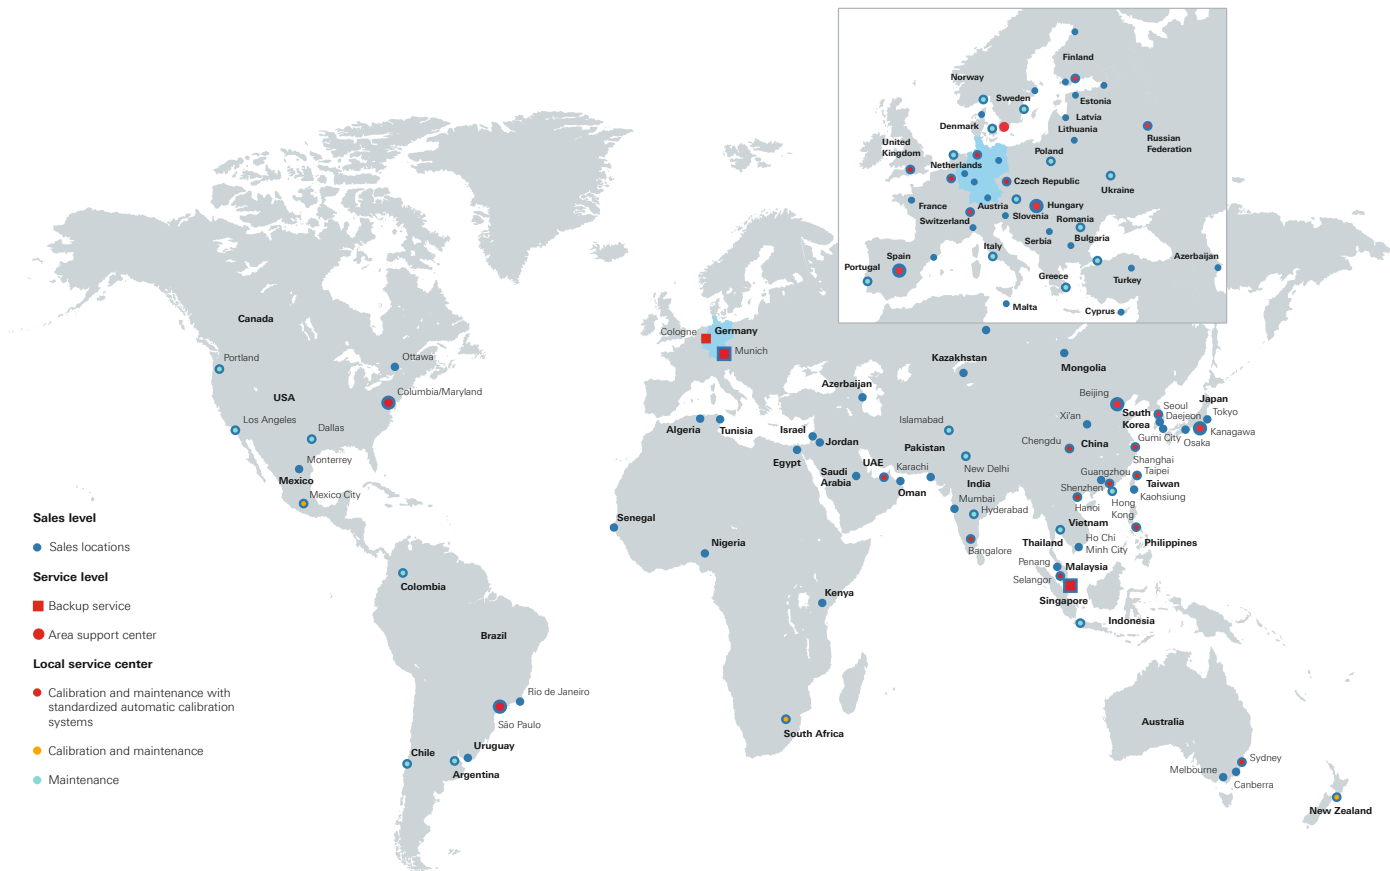 Finland
Norway
Sweden
Estonia
Denmark
Latvia
Lithuania
Russian
Federation
United
Kingdom
Poland
Netherlands
Czech Republic
Ukraine
France
Austria
Hungary
Switzerland
Slovenia
Romania
Serbia
Bulgaria
Italy
Spain
Azerbaijan
Portugal
Greece
Turkey
Malta
Cyprus
Canada
Portland
Ottawa
USA
Columbia/Maryland
Los Angeles
Dallas
Monterrey
Mexico
Mexico City
Cologne
Germany
Munich
Kazakhstan
Mongolia
Azerbaijan
Algeria
Tunisia
Israel
Jordan
Egypt
Saudi
Arabia
UAE
Oman
Karachi
Islamabad
Pakistan
New Delhi
India
Mumbai
Hyderabad
Bangalore
Beijing
Xi'an
Chengdu
China
South
Korea
Seoul
Daejeon
Gumi City
Japan
Tokyo
Kanagawa
Osaka
Shanghai
Guangzhou
Taipei
Shenzhen
Taiwan
Kaohsiung
Hanoi
Hong
Kong
Vietnam
Thailand
Ho Chi
Minh City
Philippines
Penang
Malaysia
Selangor
Singapore
Indonesia
Senegal
Nigeria
Kenya
South Africa
Colombia
Brazil
Rio de Janeiro
São Paulo
Chile
Uruguay
Argentina
Australia
Sydney
Melbourne
Canberra
New Zealand
Sales level
Sales locations
Service level
Backup service
Area support center
Local service center
Calibration and maintenance with
standardized automatic calibration
systems
Calibration and maintenance
Maintenance